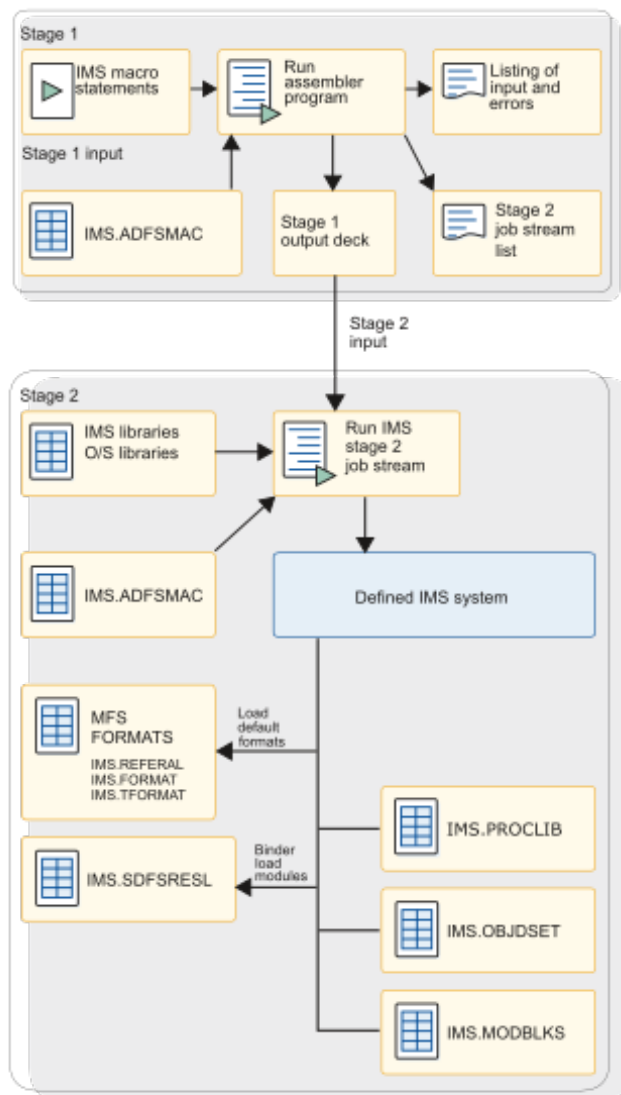 Stage 1
IMS macro
statements
Run
assembler
program
Listing of
input and
errors
Stage 1 input
IMS.ADFSMAC
Stage 1
output deck
Stage 2
job stream
list
Stage 2
input
Stage 2
IMS libraries
O/S libraries
Run IMS
stage 2
job stream
IMS.ADFSMAC
Defined IMS system
MFS
FORMATS
IMS.REFERAL
IMS.FORMAT
IMS.TFORMAT
Load
default
formats
IMS.PROCLIB
IMS.SDFSRESL
Binder
load
modules
IMS.OBJDSET
IMS.MODBLKS